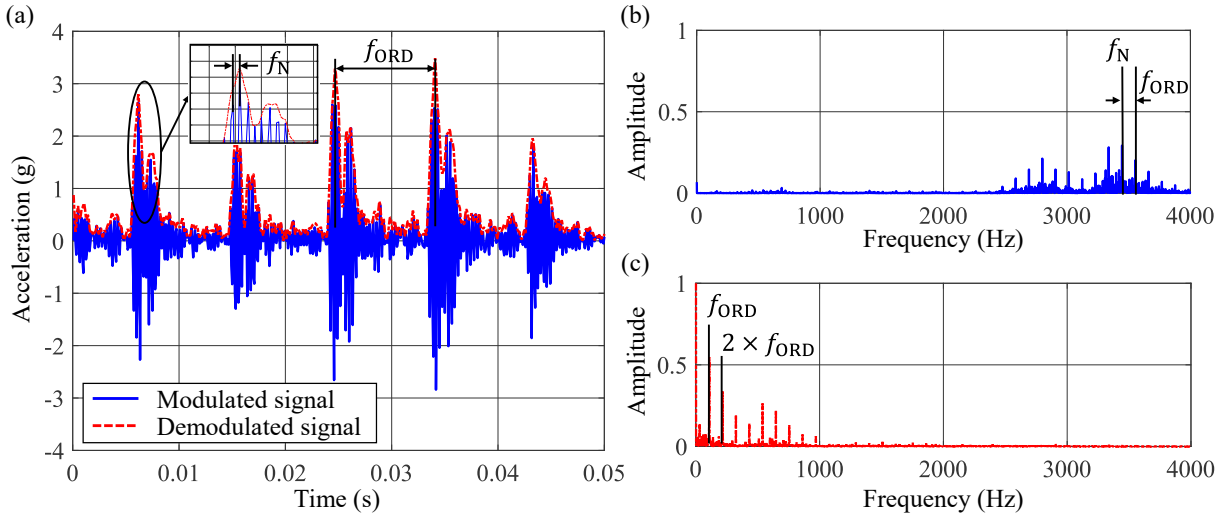 (a)
4
3
2
1
0
-1
-2
-3
-4
Acceleration (g)
f_N
f_ORD
Modulated signal
Demodulated signal
0 0.01 0.02 0.03 0.04 0.05
Time (s)
(b)
1
0.5
0
Amplitude
f_N
f_ORD
0 1000 2000 3000 4000
Frequency (Hz)
(c)
1
0.5
0
Amplitude
f_ORD
2 × f_ORD
0 1000 2000 3000 4000
Frequency (Hz)